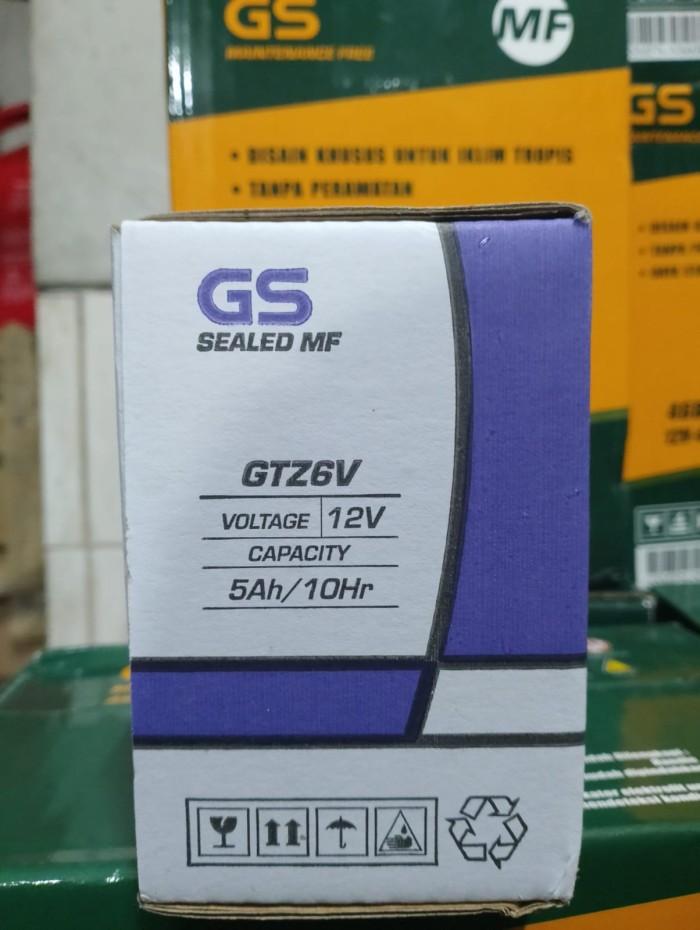 GS
MAINTENANCE FREE
MF
• DISAIN KHUSUS UNTUK IKLIM TROPIS
• TANPA PERAWATAN
GS
GS
SEALED MF
GTZ6V
VOLTAGE 12V
CAPACITY
5Ah/10Hr